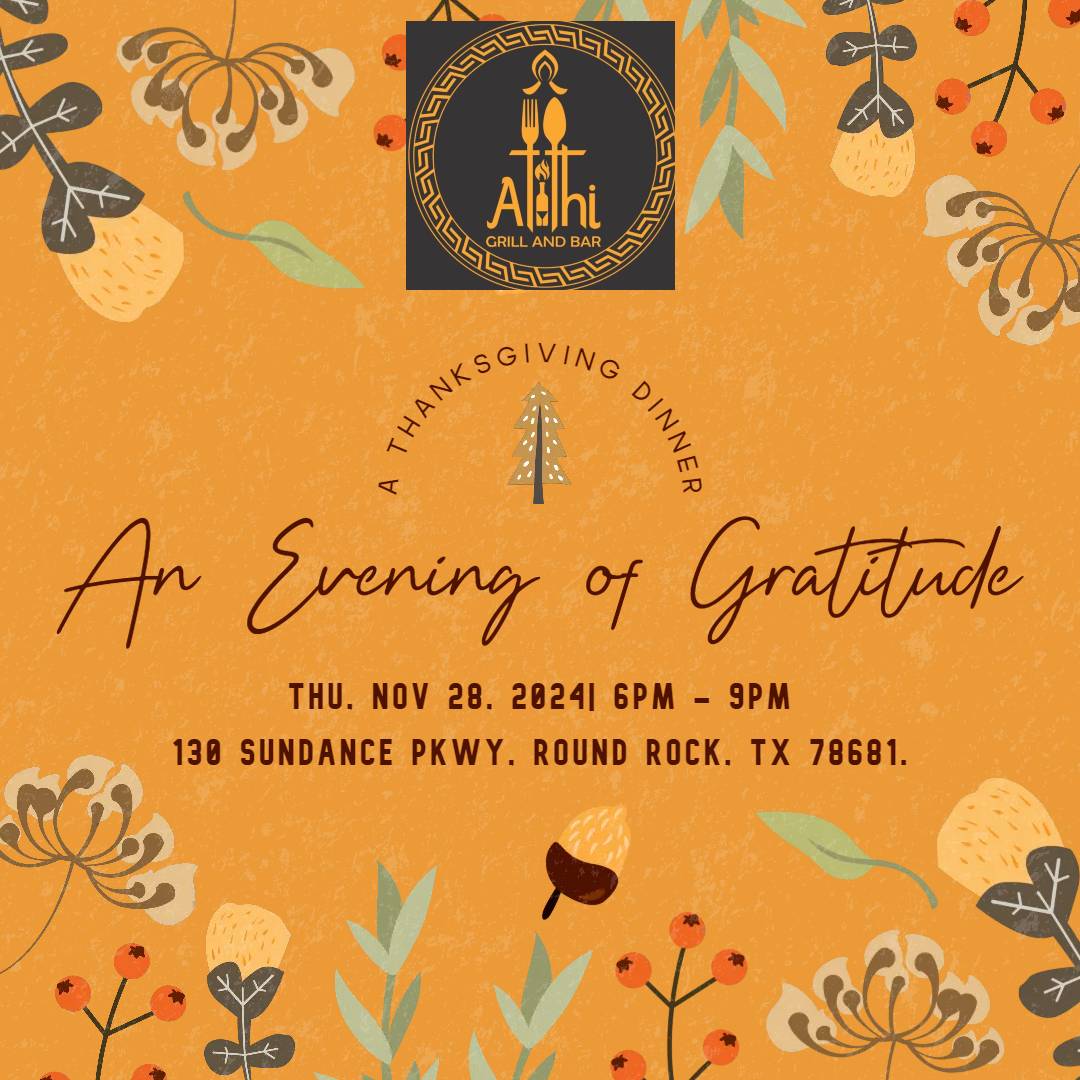 Atithi
GRILL AND BAR
A THANKSGIVING DINNER
An Evening of Gratitude
THU. NOV 28. 2024| 6PM – 9PM
130 SUNDANCE PKWY. ROUND ROCK. TX 78681.